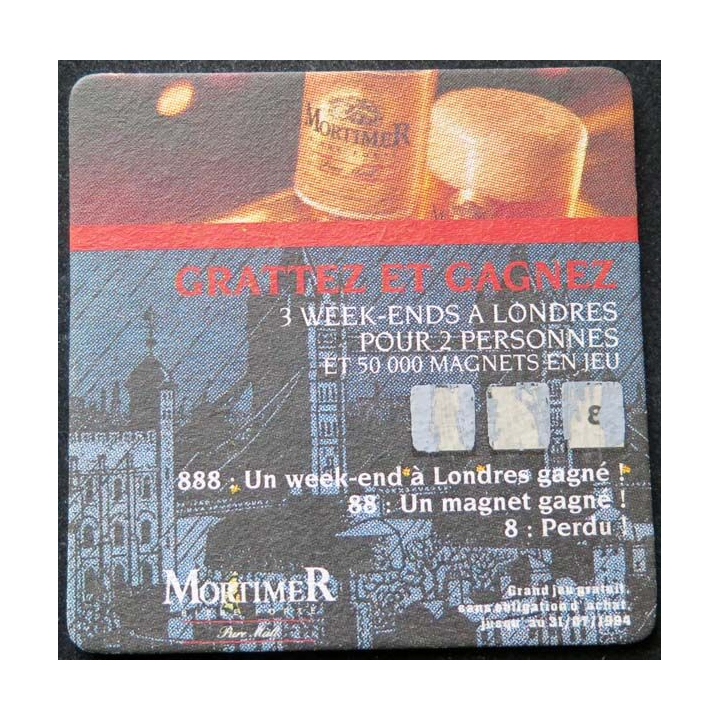 MORTIMER
Pure Malt
GRATTEZ ET GAGNEZ
3 WEEK-ENDS A LONDRES
POUR 2 PERSONNES
ET 50 000 MAGNETS EN JEU
8
888 : Un week-end à Londres gagné !
88 : Un magnet gagné !
8 : Perdu !
MORTIMER
Pure Malt
Grand jeu gratuit,
sans obligation d'achat,
jusqu'au 31/07/1994